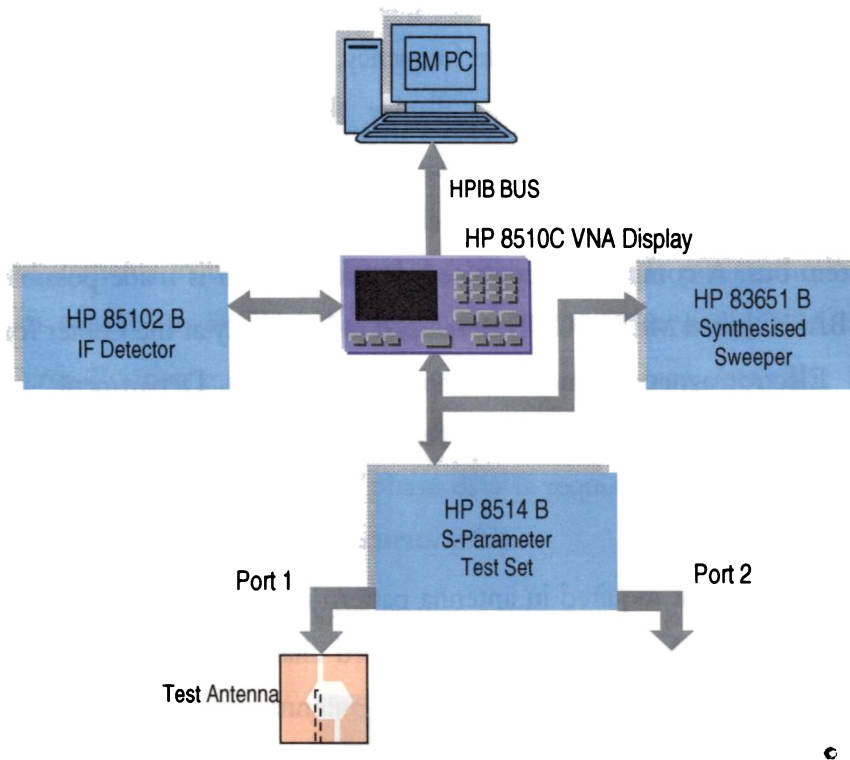 BM PC
HPIB BUS
HP 8510C VNA Display
HP 85102 B
IF Detector
HP 83651 B
Synthesised
Sweeper
HP 8514 B
S-Parameter
Test Set
Port 1
Port 2
Test Antenna